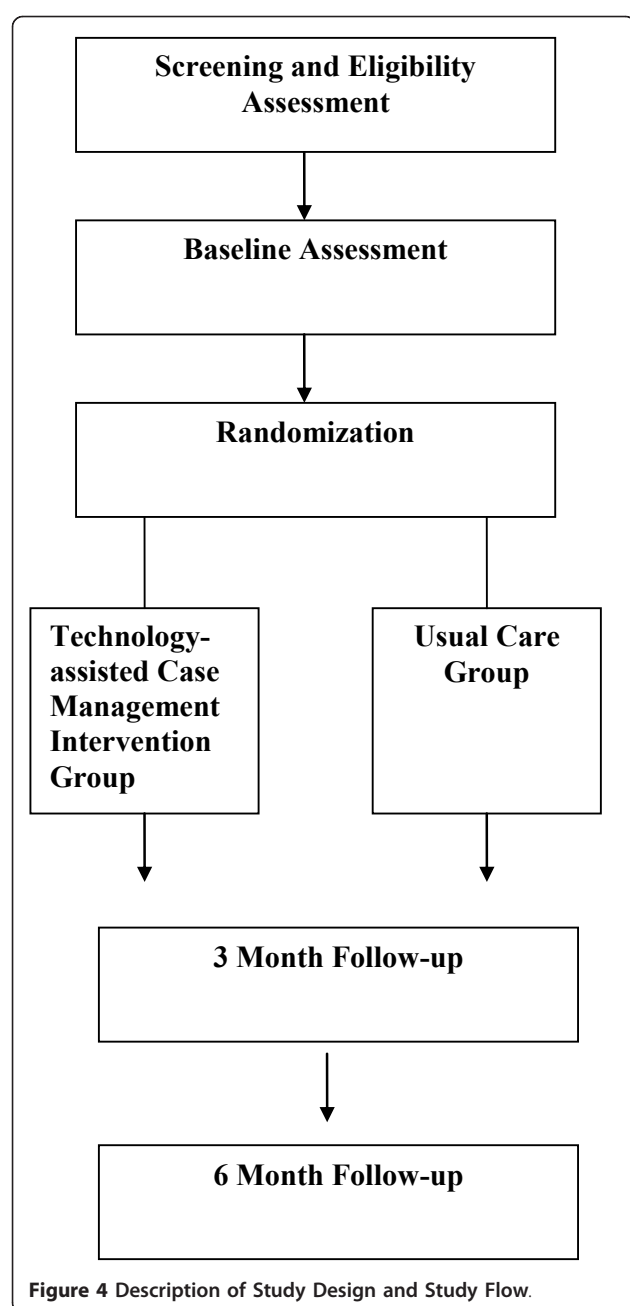 Screening and Eligibility
Assessment
Baseline Assessment
Randomization
Technology-
assisted Case
Management
Intervention
Group
Usual Care
Group
3 Month Follow-up
6 Month Follow-up
Figure 4 Description of Study Design and Study Flow.